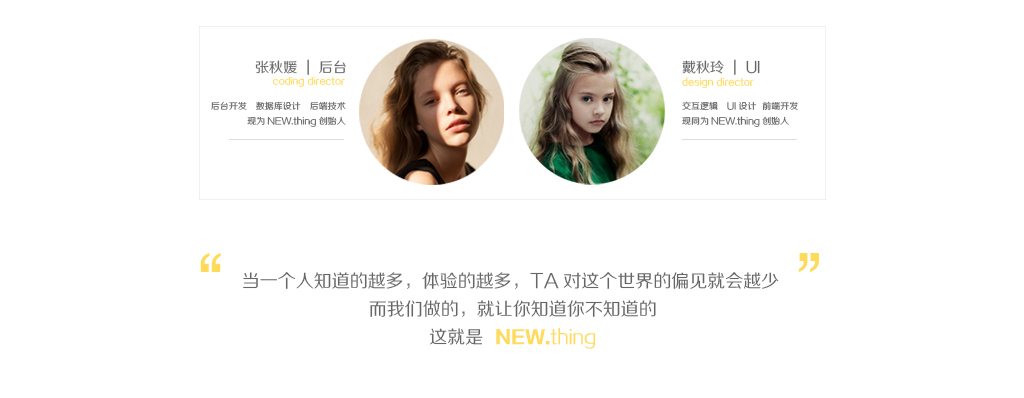 张秋媛 | 后台
coding director
后台开发 数据库设计 后端技术
现为 NEW.thing 创始人
戴秋玲 | UI
design director
交互逻辑 UI 设计 前端开发
现同为 NEW.thing 创始人
“ ”
当一个人知道的越多，体验的越多，TA 对这个世界的偏见就会越少
而我们做的，就让你知道你不知道的
这就是 NEW.thing